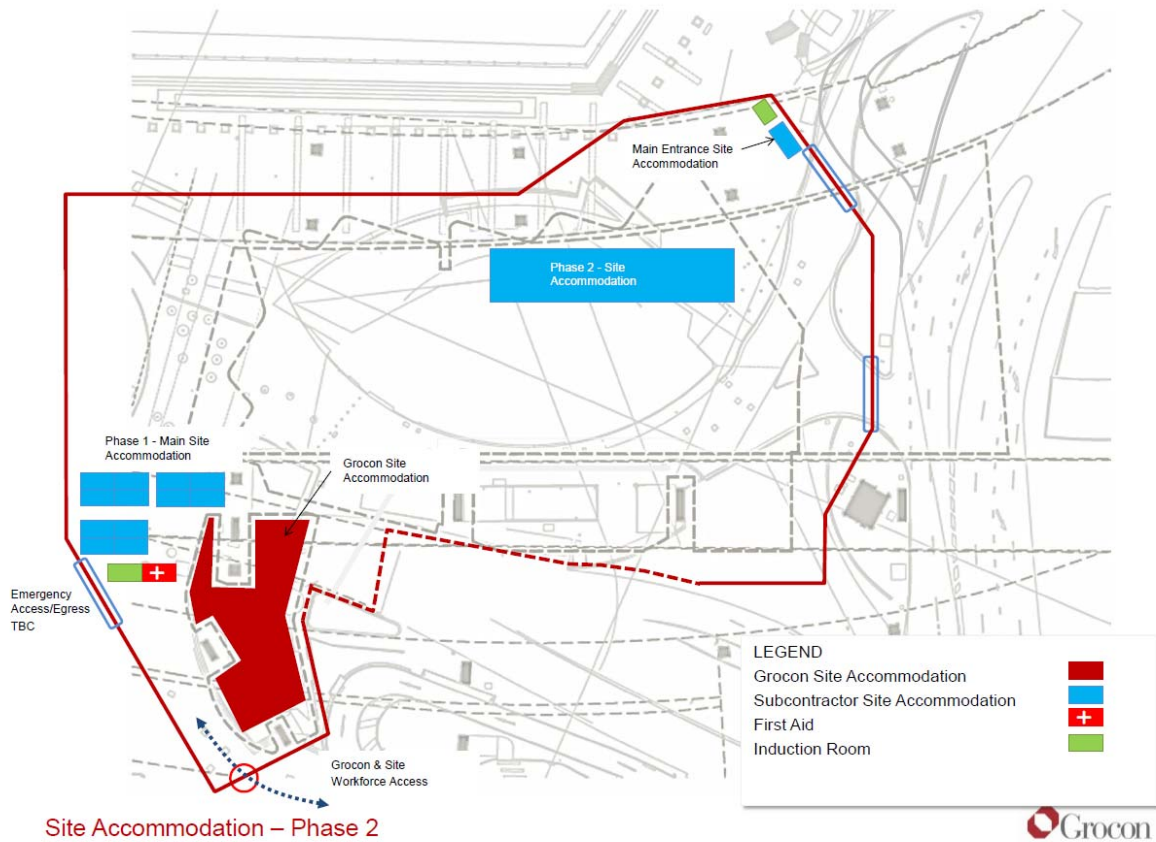 Main Entrance Site
Accommodation
Phase 2 - Site
Accommodation
Phase 1 - Main Site
Accommodation
Grocon Site
Accommodation
Emergency
Access/Egress
TBC
Grocon & Site
Workforce Access
LEGEND
Grocon Site Accommodation
Subcontractor Site Accommodation
First Aid
Induction Room
Site Accommodation – Phase 2
Grocon